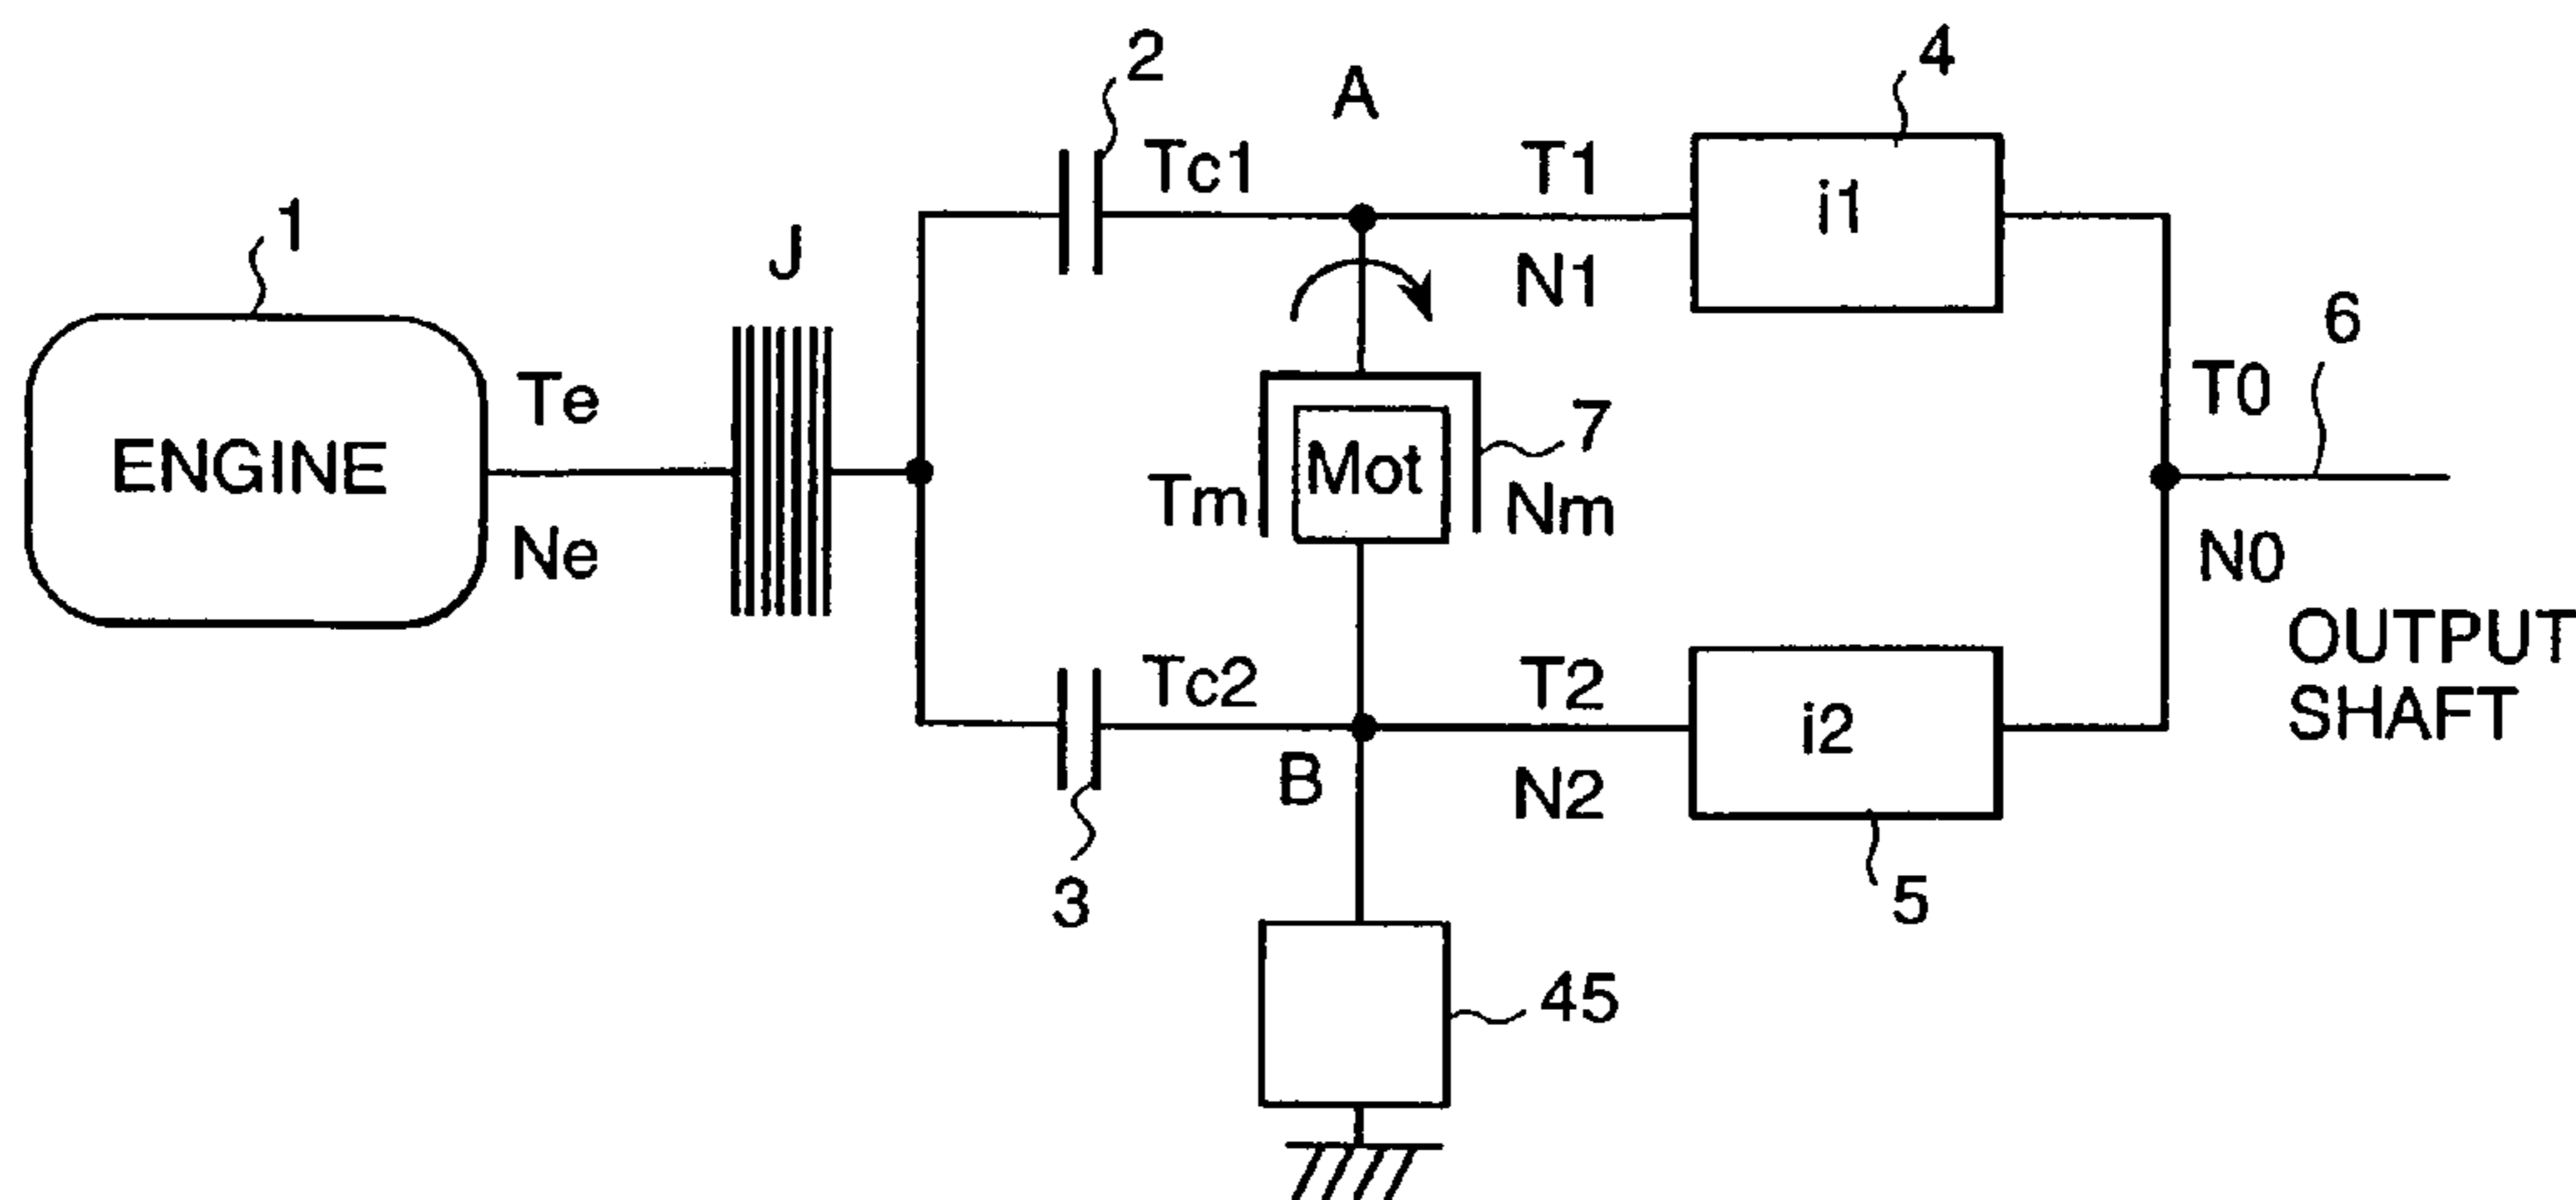 1
ENGINE
Te
Ne
J
2
Tc1
A
T1
N1
4
i1
Mot
7
Tm
Nm
6
T0
N0
OUTPUT
SHAFT
Tc2
B
3
T2
N2
i2
5
45